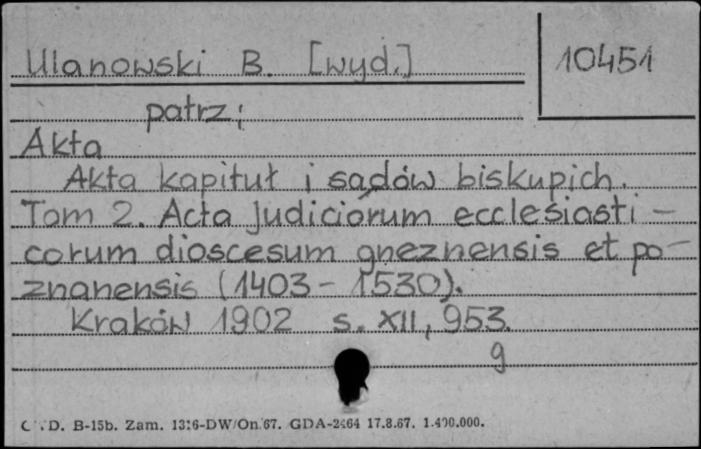 Ulanowski B. [wyd.]
10451
patrz:
Akta
Akta kapituł i sądów biskupich.
Tom 2. Acta judiciorum ecclesiasti-
corum dioscesum gneznensis et po-
znanensis (1403-1530).
Kraków 1902 s. XII, 953.
9
D. B-15b. Zam. 1316-DW/On/67. GDA-2464 17.8.67. 1.400.000.